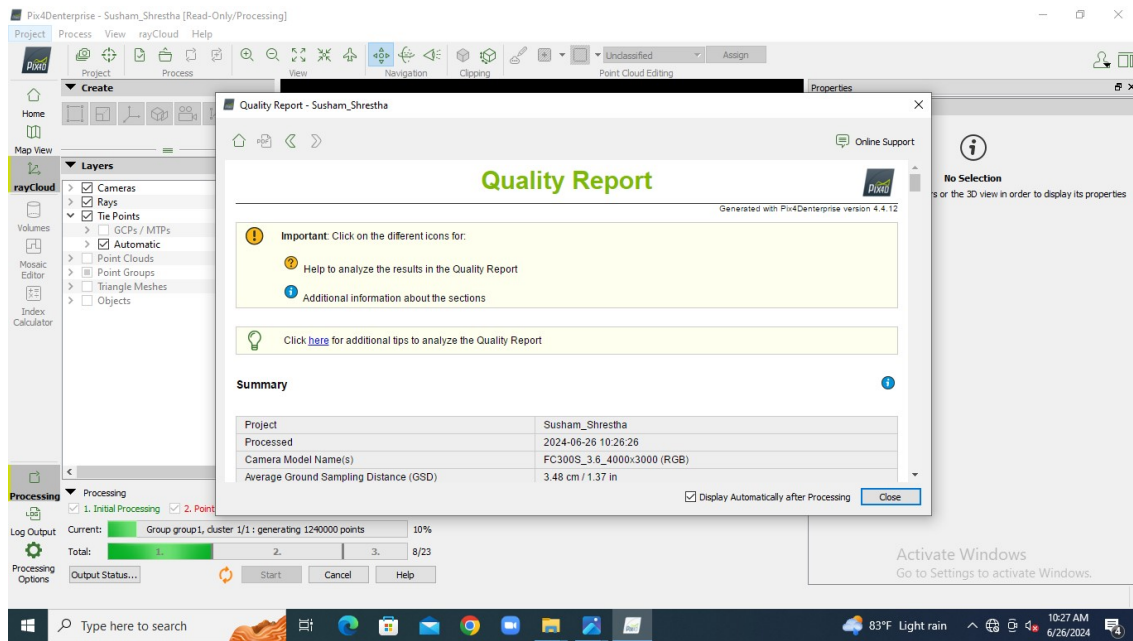 Pix4Denterprise - Susham_Shrestha [Read-Only/Processing]
Project Process View rayCloud Help
PIX4D
Unclassified Assign
Project Process View Navigation Clipping Point Cloud Editing
Home
Map View
rayCloud
Volumes
Mosaic
Editor
Index
Calculator
Processing
Log Output
Processing
Options
Create
Layers
Cameras
Rays
Tie Points
GCPs / MTPs
Automatic
Point Clouds
Point Groups
Triangle Meshes
Objects
Quality Report - Susham_Shrestha
Online Support
Quality Report
PIX4D
Generated with Pix4Denterprise version 4.4.12
Important: Click on the different icons for:
Help to analyze the results in the Quality Report
Additional information about the sections
Click here for additional tips to analyze the Quality Report
Summary
Project Susham_Shrestha
Processed 2024-06-26 10:26:26
Camera Model Name(s) FC300S_3.6_4000x3000 (RGB)
Average Ground Sampling Distance (GSD) 3.48 cm / 1.37 in
Display Automatically after Processing Close
Properties
No Selection
rs or the 3D view in order to display its properties
Processing
1. Initial Processing 2. Point
Current: Group group1, cluster 1/1 : generating 1240000 points 10%
Total: 1. 2. 3. 8/23
Output Status... Start Cancel Help
Activate Windows
Go to Settings to activate Windows.
Type here to search
83°F Light rain
10:27 AM
6/26/2024
4